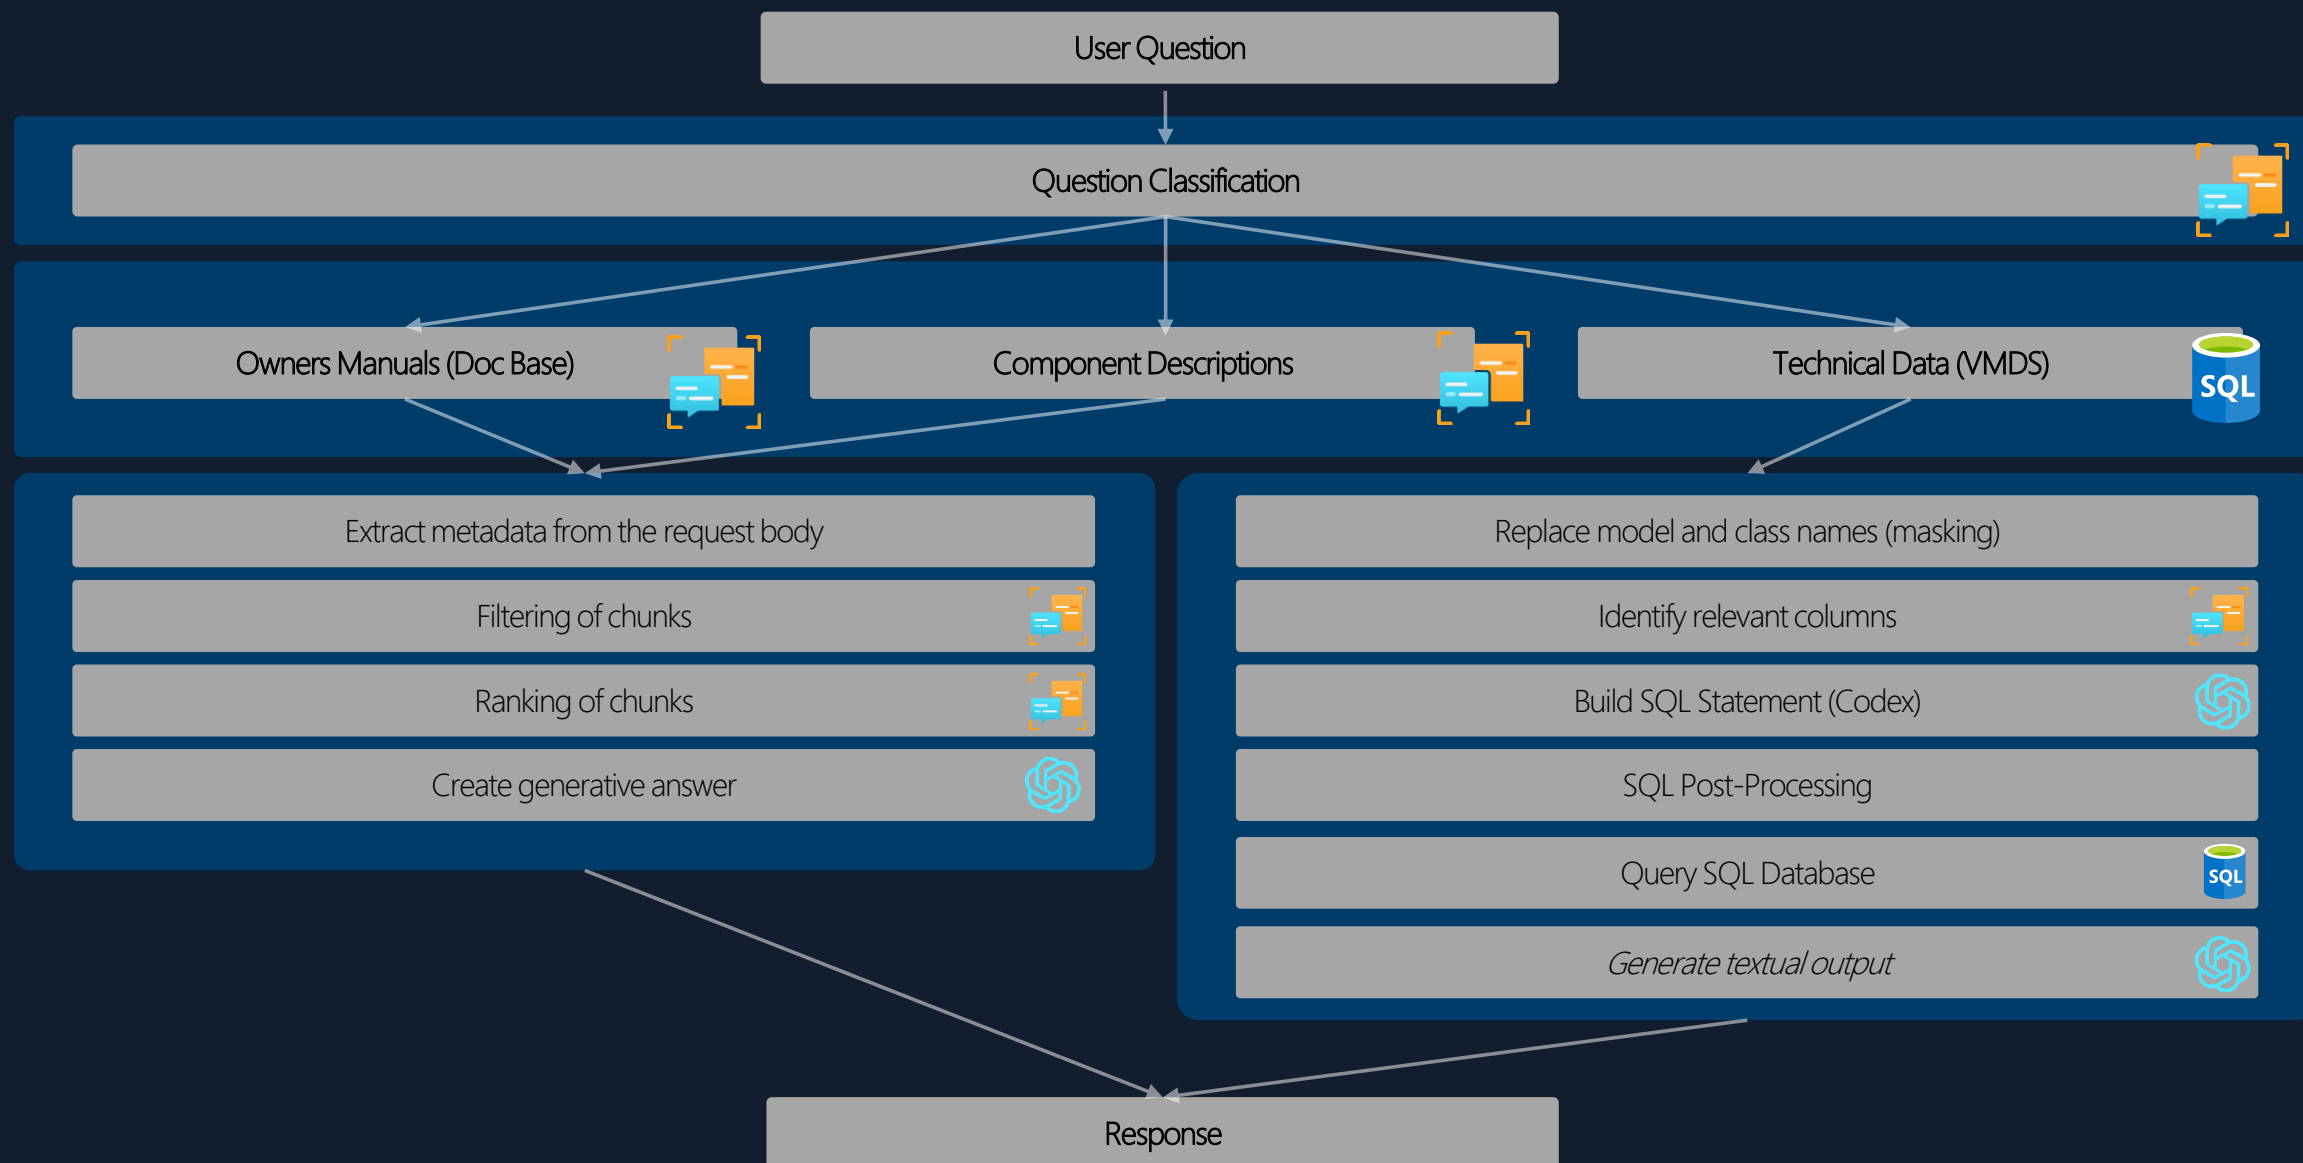 User Question
Question Classification
Owners Manuals (Doc Base)
Component Descriptions
Technical Data (VMDS)
SQL
Extract metadata from the request body
Filtering of chunks
Ranking of chunks
Create generative answer
Replace model and class names (masking)
Identify relevant columns
Build SQL Statement (Codex)
SQL Post-Processing
Query SQL Database
SQL
Generate textual output
Response